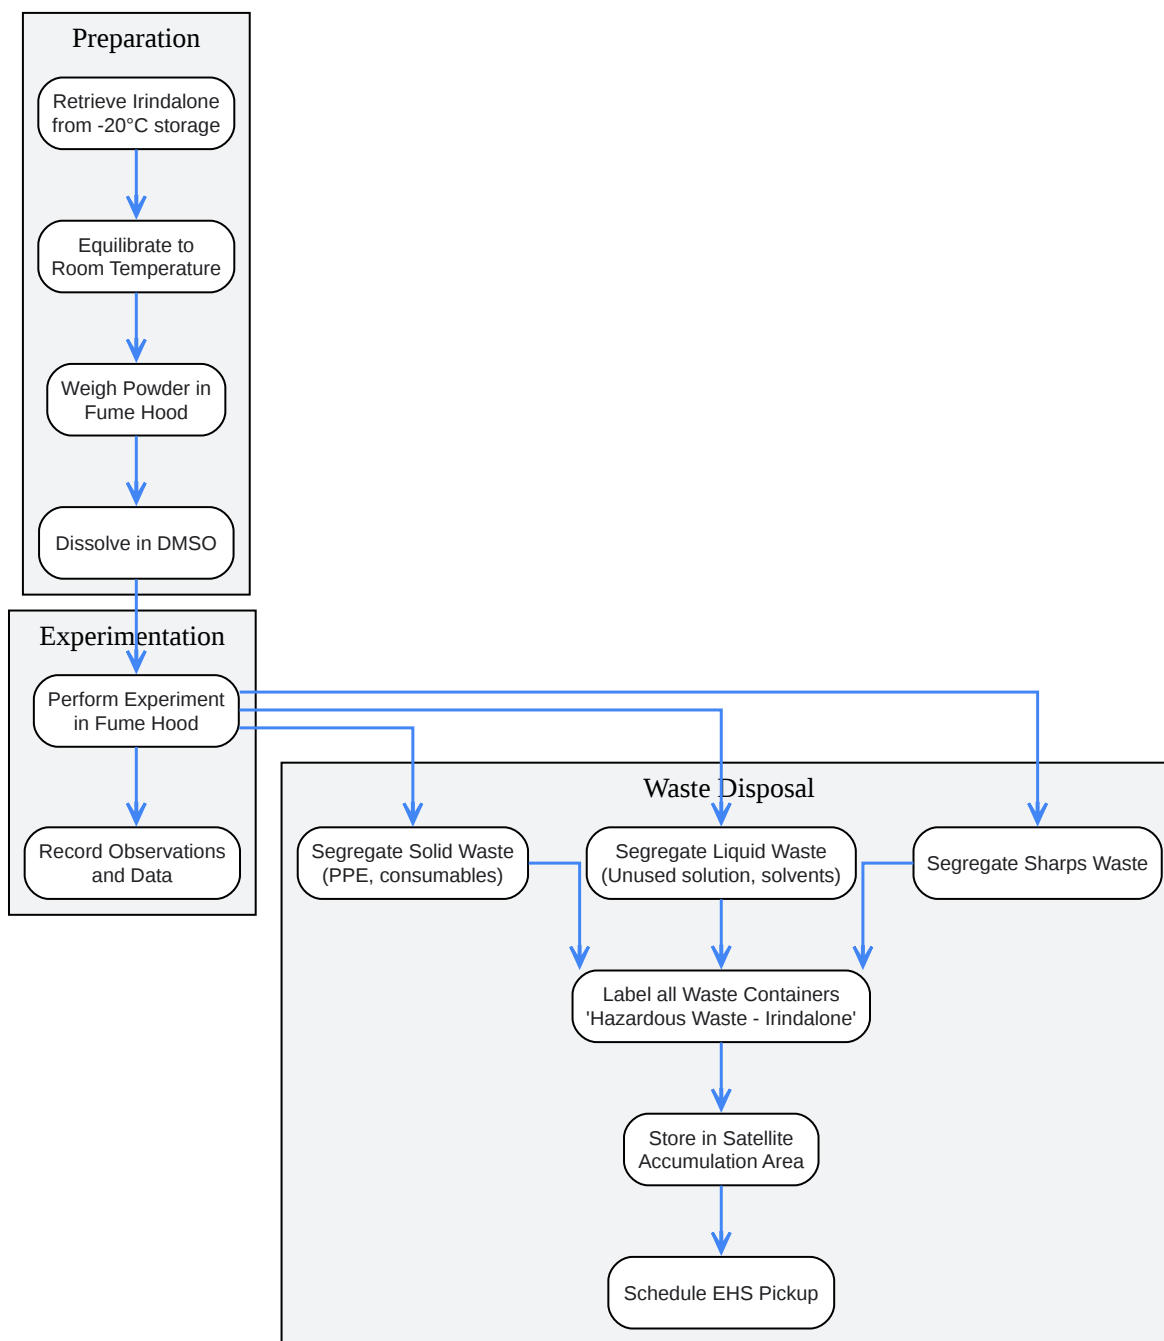 Preparation
Retrieve Irindalone
from -20°C storage
Equilibrate to
Room Temperature
Weigh Powder in
Fume Hood
Dissolve in DMSO
Experimentation
Perform Experiment
in Fume Hood
Record Observations
and Data
Waste Disposal
Segregate Solid Waste
(PPE, consumables)
Segregate Liquid Waste
(Unused solution, solvents)
Segregate Sharps Waste
Label all Waste Containers
'Hazardous Waste - Irindalone'
Store in Satellite
Accumulation Area
Schedule EHS Pickup